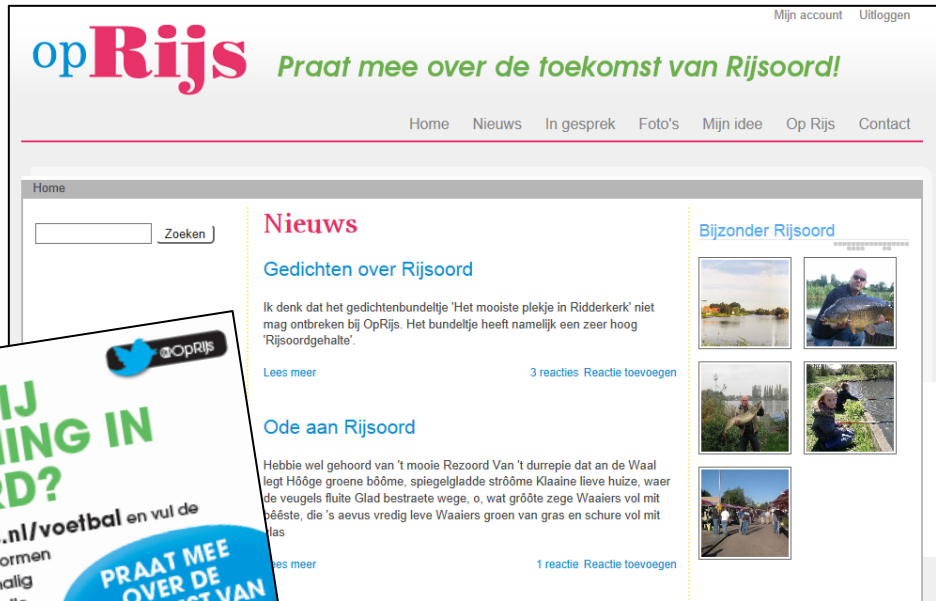 Mijn account Uitloggen
opRijs
Praat mee over de toekomst van Rijsoord!
Home Nieuws In gesprek Foto's Mijn idee Op Rijs Contact
Home
Zoeken
Nieuws
Gedichten over Rijsoord
Ik denk dat het gedichtenbundeltje 'Het mooiste plekje in Ridderkerk' niet
mag ontbreken bij OpRijs. Het bundeltje heeft namelijk een zeer hoog
'Rijsoordgehalte'.
Lees meer
3 reacties Reactie toevoegen
Ode aan Rijsoord
Hebbie wel gehoord van 't mooie Rezoord Van 't durrepie dat an de Waal
legt Hôôge groene bôôme, spiegelgladde strôôme Klaaine lieve huize, waer
de veugels fluite Glad bestraete wege, o, wat grôôte zege Waaiers vol mit
bêêste, die 's aevus vredig leve Waaiers groen van gras en schure vol mit
las
ees meer
1 reactie Reactie toevoegen
Bijzonder Rijsoord
@OpRijs
IJ
ING IN
RD?
.nl/voetbal en vul de
ormen
nalig
PRAAT MEE
OVER DE
ST VAN